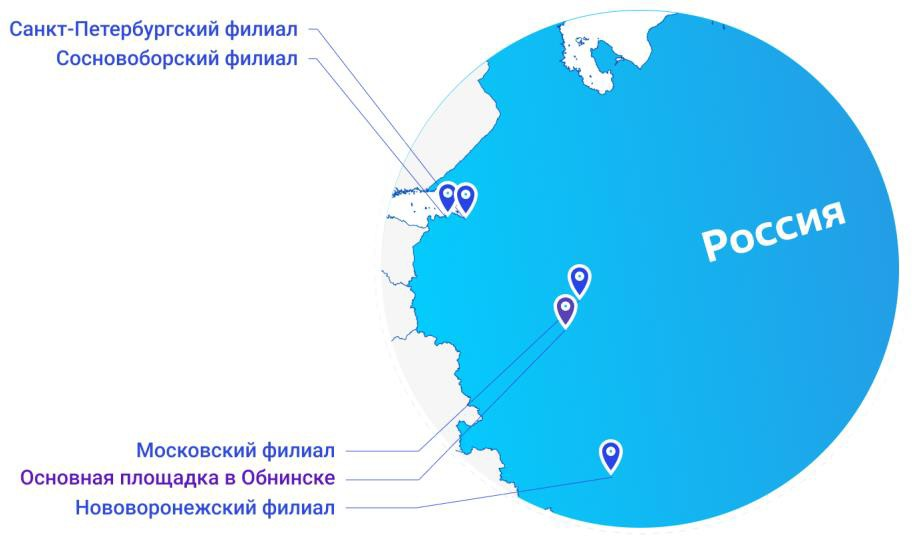 Санкт-Петербургский филиал
Сосновоборский филиал
Россия
Московский филиал
Основная площадка в Обнинске
Нововоронежский филиал